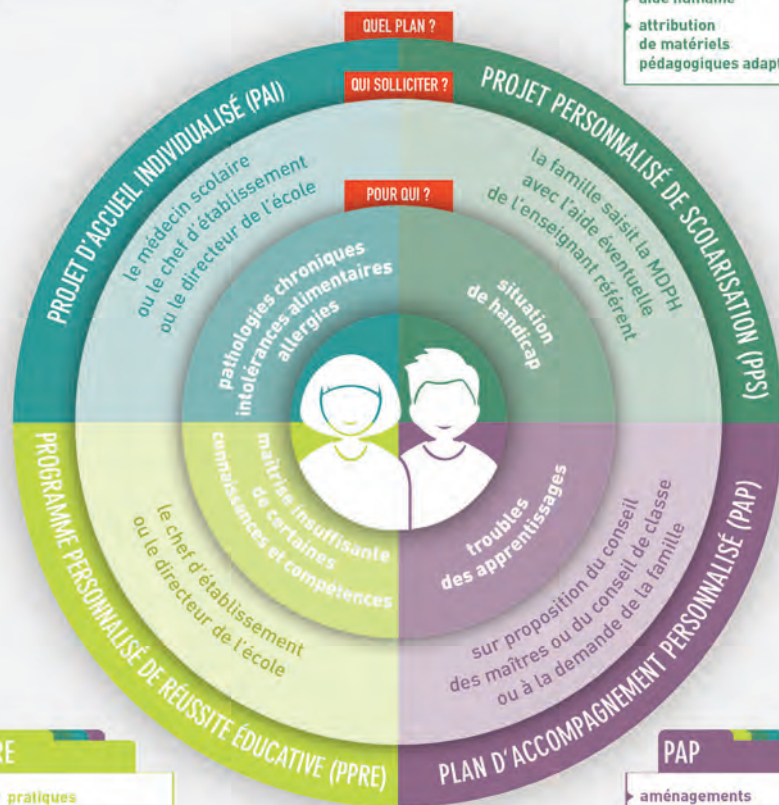 aide humaine
attribution
de matériels
pédagogiques
QUEL PLAN ?
QUI SOLLICITER ?
POUR QUI ?
PROJET D'ACCUEIL INDIVIDUALISÉ (PAI)
le médecin scolaire
ou le chef d'établissement
ou le directeur de l'école
pathologies chroniques
intolérances alimentaires
allergies
PROJET PERSONNALISÉ DE SCOLARISATION (PPS)
la famille saisit la MDPH
avec l'aide éventuelle
de l'enseignant référent
situation
de handicap
PROGRAMME PERSONNALISÉ DE RÉUSSITE ÉDUCATIVE (PPRE)
le chef d'établissement
ou le directeur de l'école
maîtrise insuffisante
de certaines
connaissances et compétences
PLAN D'ACCOMPAGNEMENT PERSONNALISÉ (PAP)
sur proposition du conseil
des maîtres ou du conseil de classe
ou à la demande de la famille
troubles
des apprentissages
RE
pratiques
PAP
aménagements